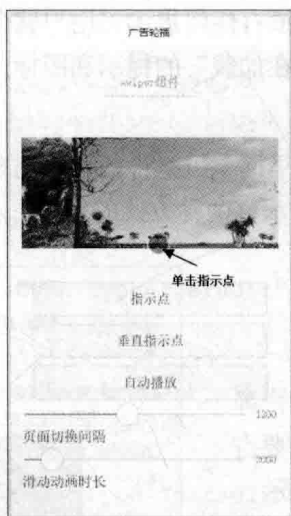 广告轮播
swiper组件
单击指示点
指示点
垂直指示点
自动播放
1200
页面切换间隔
2000
滑动动画时长